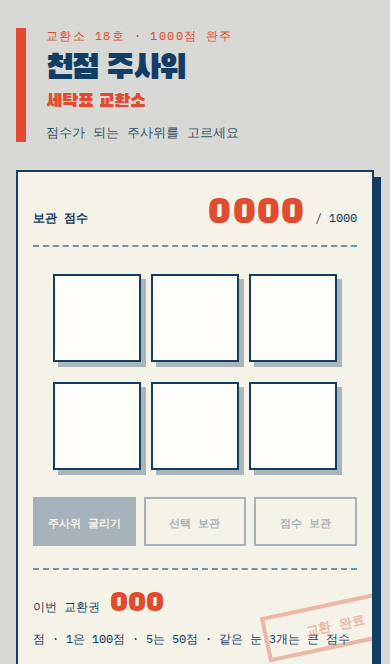 교환소 18호 · 1000점 완주
천점 주사위
세탁표 교환소
점수가 되는 주사위를 고르세요
보관 점수 0000 / 1000
주사위 굴리기 선택 보관 점수 보관
이번 교환권 000
교환 완료
점 · 1은 100점 · 5는 50점 · 같은 눈 3개는 큰 점수